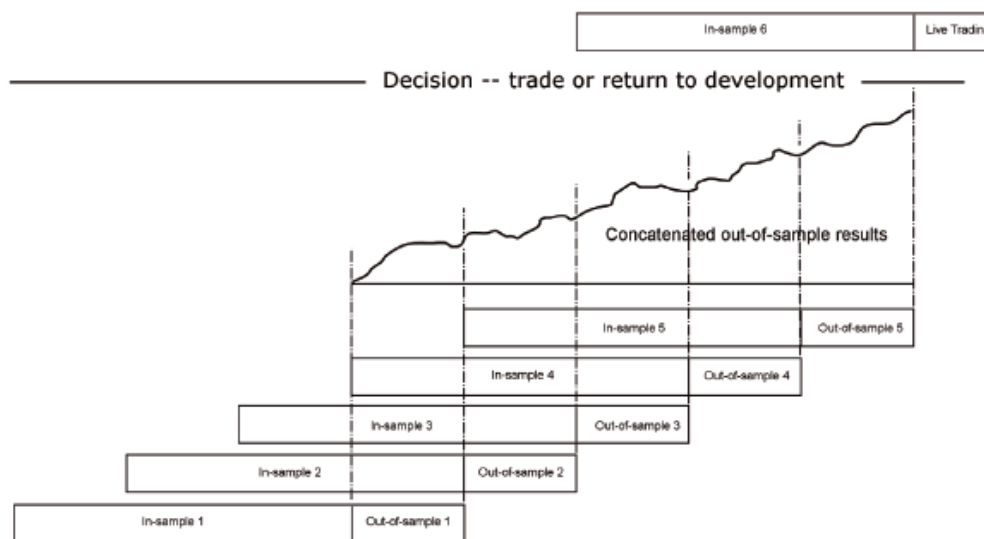 In-sample 6 Live Tradin
Decision -- trade or return to development
Concatenated out-of-sample results
In-sample 5 Out-of-sample 5
In-sample 4 Out-of-sample 4
In-sample 3 Out-of-sample 3
In-sample 2 Out-of-sample 2
In-sample 1 Out-of-sample 1